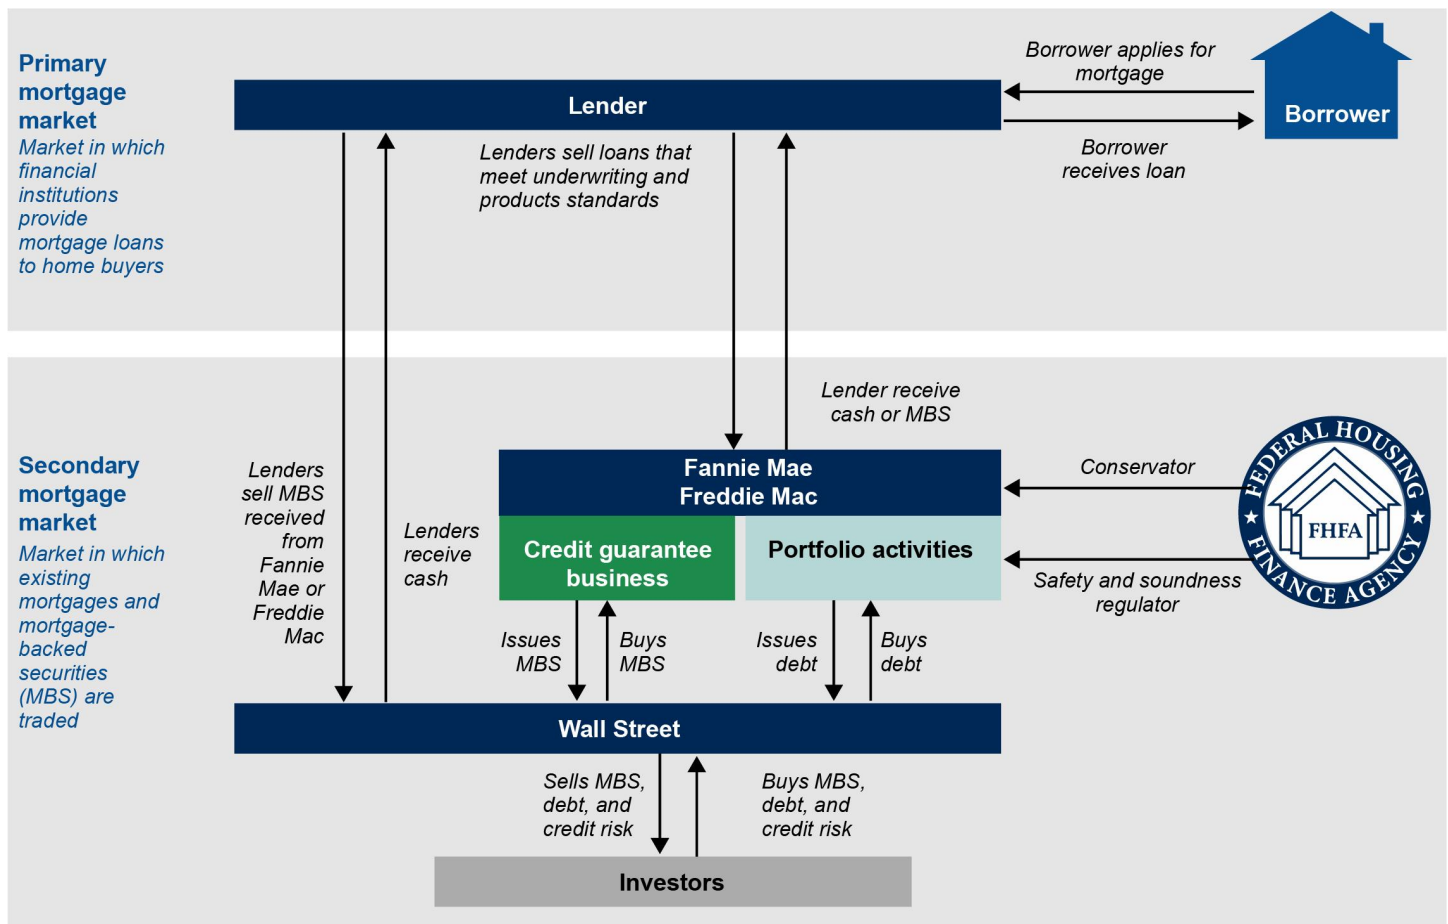 Primary
mortgage
market
Market in which
financial
institutions
provide
mortgage loans
to home buyers
Lender
Borrower applies for
mortgage
Borrower
receives loan
Borrower
Lenders sell loans that
meet underwriting and
products standards
Secondary
mortgage
market
Market in which
existing
mortgages and
mortgage-
backed
securities
(MBS) are
traded
Lenders
sell MBS
received
from
Fannie
Mae or
Freddie
Mac
Lenders
receive
cash
Lender receive
cash or MBS
Fannie Mae
Freddie Mac
Credit guarantee
business
Portfolio activities
Conservator
Safety and soundness
regulator
FEDERAL HOUSING
FHFA
FINANCE AGENCY
Issues
MBS
Buys
MBS
Issues
debt
Buys
debt
Wall Street
Sells MBS,
debt, and
credit risk
Buys MBS,
debt, and
credit risk
Investors